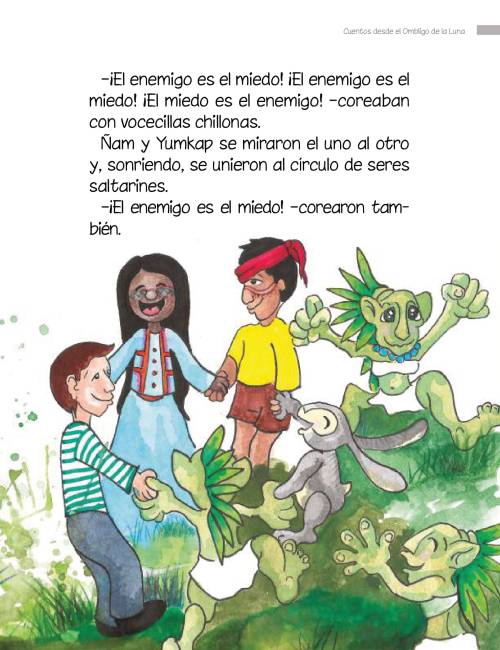 Cuentos desde el Ombligo de la Luna
-¡El enemigo es el miedo! ¡El enemigo es el
miedo! ¡El miedo es el enemigo! -coreaban
con vocecillas chillonas.
Ñam y Yumkap se miraron el uno al otro
y, sonriendo, se unieron al círculo de seres
saltarines.
-¡El enemigo es el miedo! -corearon tam-
bién.